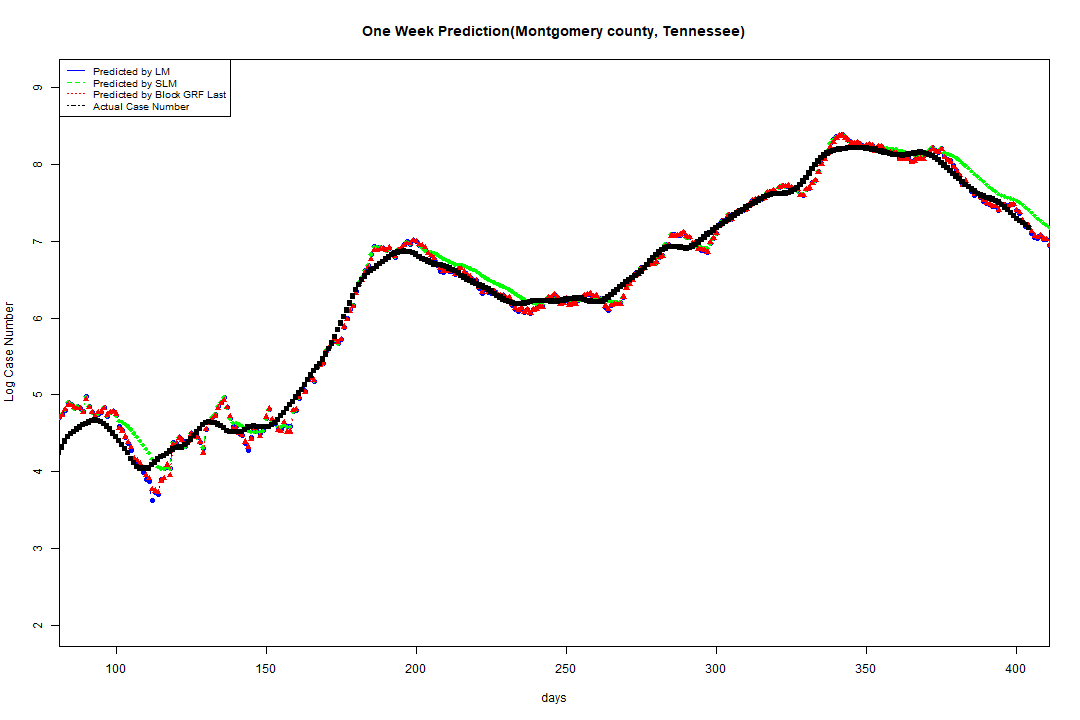 One Week Prediction(Montgomery county, Tennessee)
Predicted by LM
Predicted by SLM
Predicted by Block GRF Last
Actual Case Number
9
8
7
6
5
4
3
2
Log Case Number
100 150 200 250 300 350 400
days